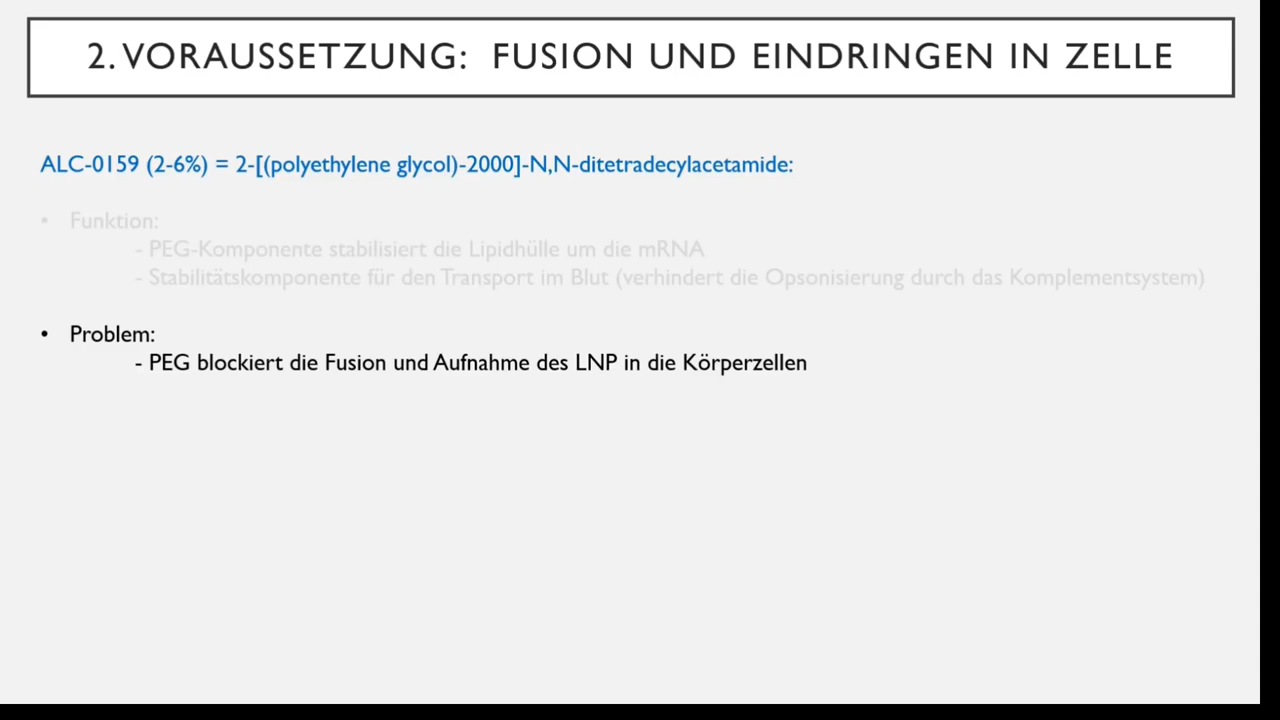 2. VORAUSSETZUNG: FUSION UND EINDRINGEN IN ZELLE
ALC-0159 (2-6%) = 2-[(polyethylene glycol)-2000]-N,N-ditetradecylacetamide:
• Funktion:
- PEG-Komponente stabilisiert die Lipidhülle um die mRNA
- Stabilitätskomponente für den Transport im Blut (verhindert die Opsonisierung durch das Komplementsystem)
• Problem:
- PEG blockiert die Fusion und Aufnahme des LNP in die Körperzellen